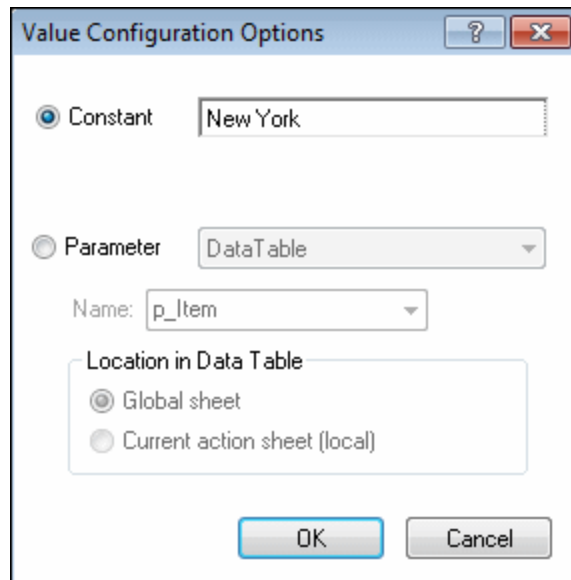 Value Configuration Options ?
Constant New York
Parameter DataTable
Name: p_Item
Location in Data Table
Global sheet
Current action sheet (local)
OK Cancel